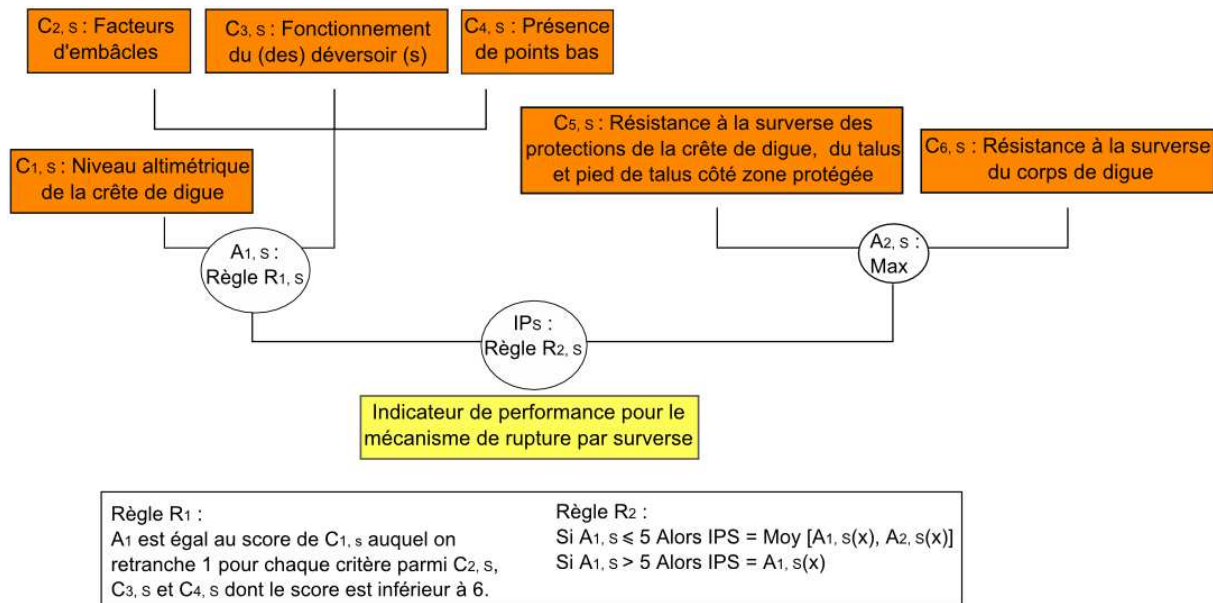 C2, S : Facteurs
d'embâcles
C3, S : Fonctionnement
du (des) déversoir (s)
C4, S : Présence
de points bas
C1, S : Niveau altimétrique
de la crête de digue
C5, S : Résistance à la surverse des
protections de la crête de digue, du talus
et pied de talus côté zone protégée
C6, S : Résistance à la surverse
du corps de digue
A1, S :
Règle R1, S
A2, S :
Max
IPS :
Règle R2, S
Indicateur de performance pour le
mécanisme de rupture par surverse
Règle R1 :
A1 est égal au score de C1, s auquel on
retranche 1 pour chaque critère parmi C2, S,
C3, S et C4, S dont le score est inférieur à 6.
Règle R2 :
Si A1, S ⩽ 5 Alors IPS = Moy [A1, S(x), A2, S(x)]
Si A1, S > 5 Alors IPS = A1, S(x)